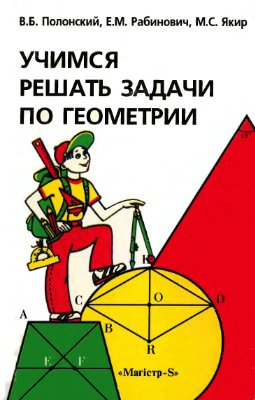 В.Б. Полонский, Е.М. Рабинович, М.С. Якир
УЧИМСЯ
РЕШАТЬ ЗАДАЧИ
ПО ГЕОМЕТРИИ
45°
K
A
C
O
D
B
E
F
R
«Магістр-S»